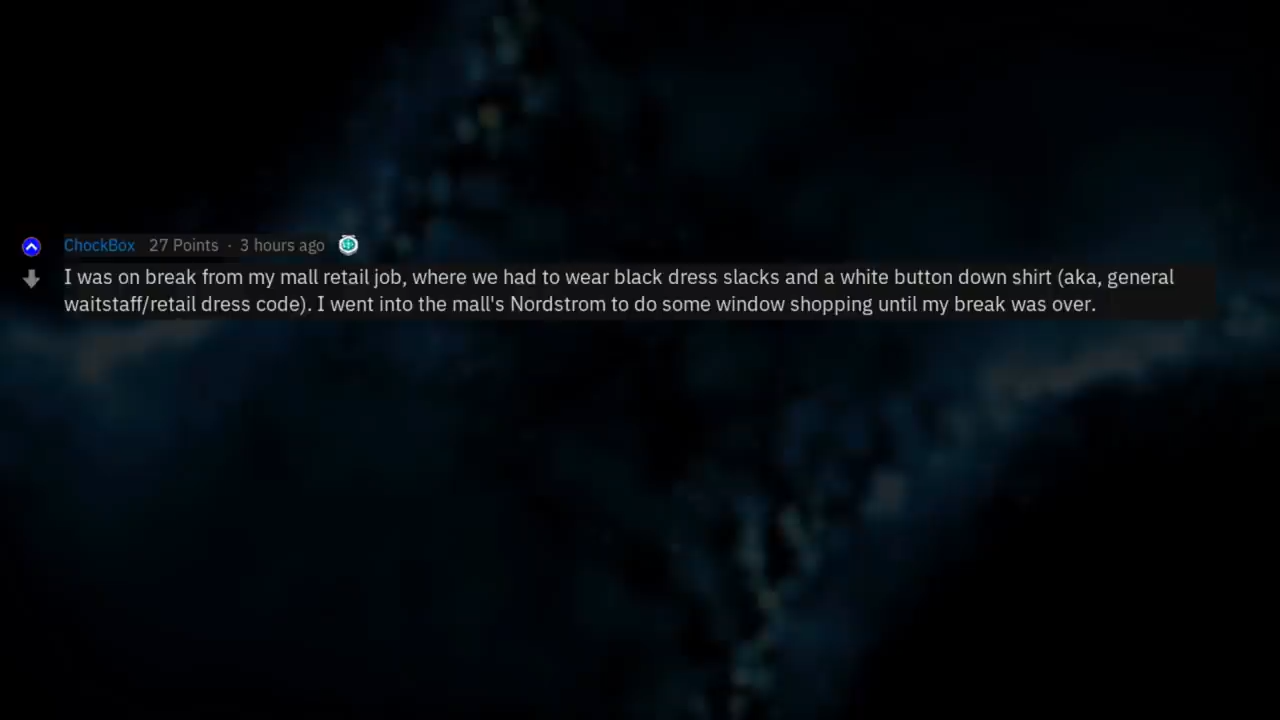 ChockBox 27 Points · 3 hours ago
I was on break from my mall retail job, where we had to wear black dress slacks and a white button down shirt (aka, general
waitstaff/retail dress code). I went into the mall's Nordstrom to do some window shopping until my break was over.